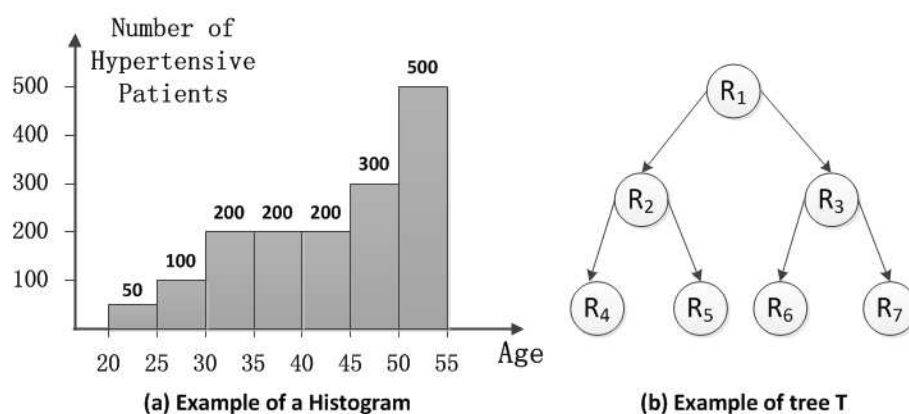 Number of
Hypertensive
Patients
500
400
300
200
100
50
100
200
200
200
300
500
20 25 30 35 40 45 50 55
Age
(a) Example of a Histogram
R1
R2 R3
R4 R5 R6 R7
(b) Example of tree T